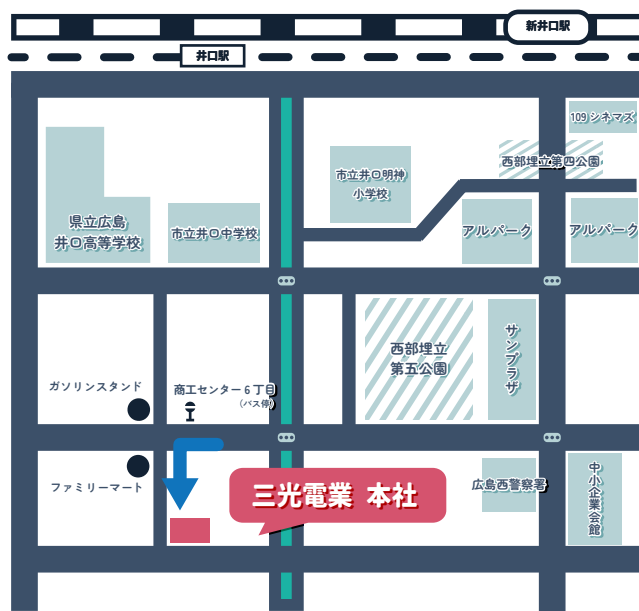 新井口駅
井口駅
109シネマズ
西部埋立第四公園
市立井口明神
小学校
県立広島
井口高等学校
市立井口中学校
アルパーク
アルパーク
西部埋立
第五公園
サンプラザ
ガソリンスタンド
商工センター6丁目
(バス停)
ファミリーマート
三光電業 本社
広島西警察署
中小企業会館